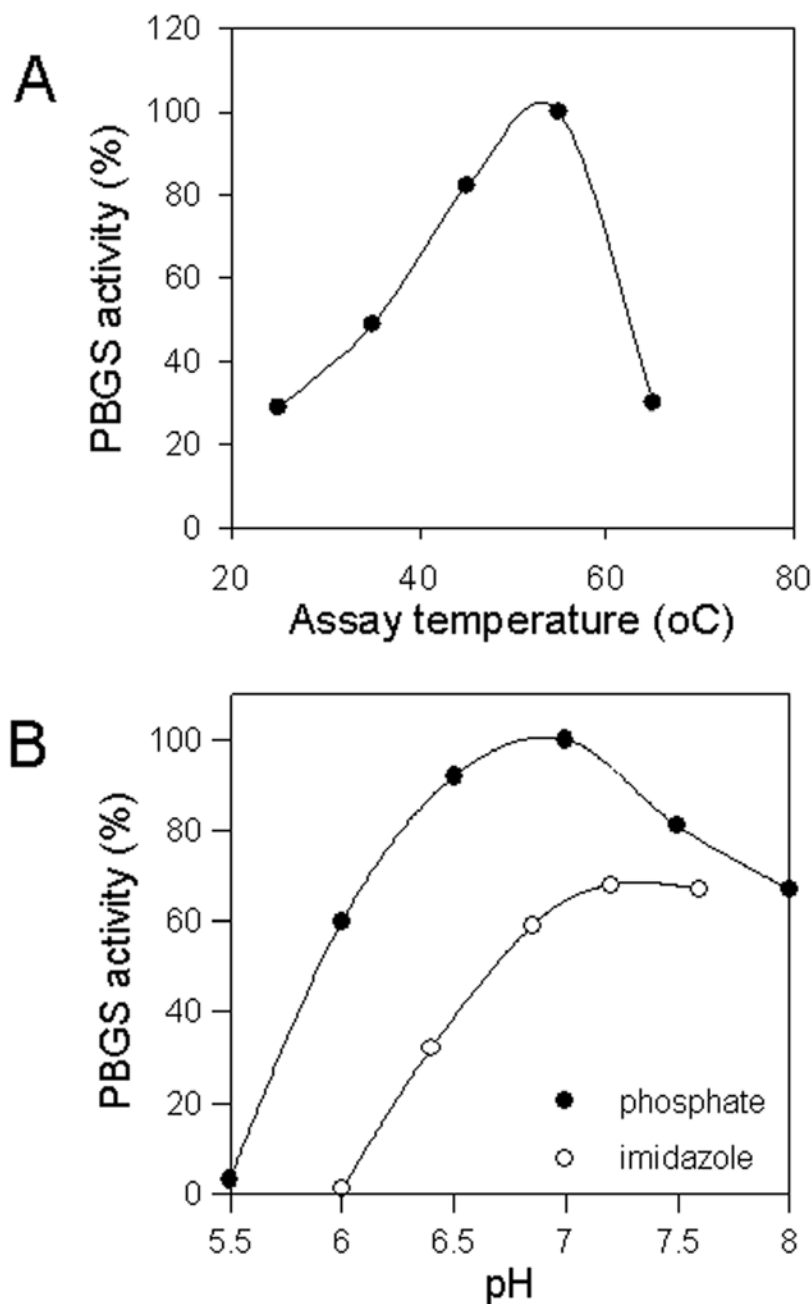 A
PBGS activity (%)
120
100
80
60
40
20
0
20 40 60 80
Assay temperature (oC)
B
PBGS activity (%)
100
80
60
40
20
0
phosphate
imidazole
5.5 6 6.5 7 7.5 8
pH